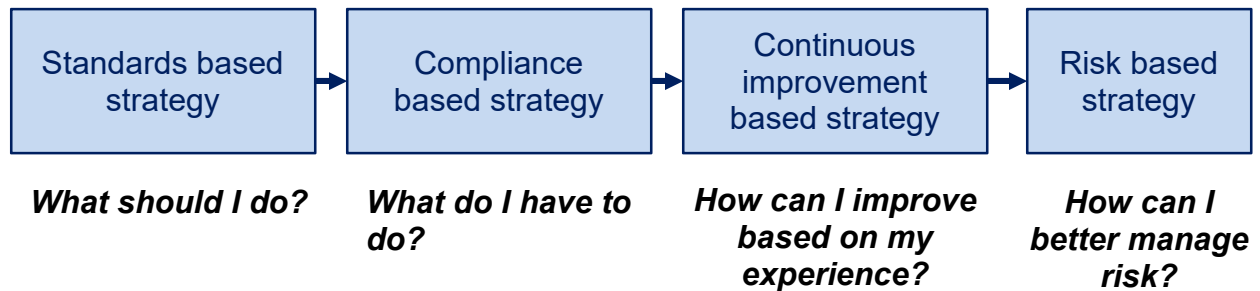 Standards based
strategy
Compliance
based strategy
Continuous
improvement
based strategy
Risk based
strategy
What should I do?
What do I have to
do?
How can I improve
based on my
experience?
How can I
better manage
risk?